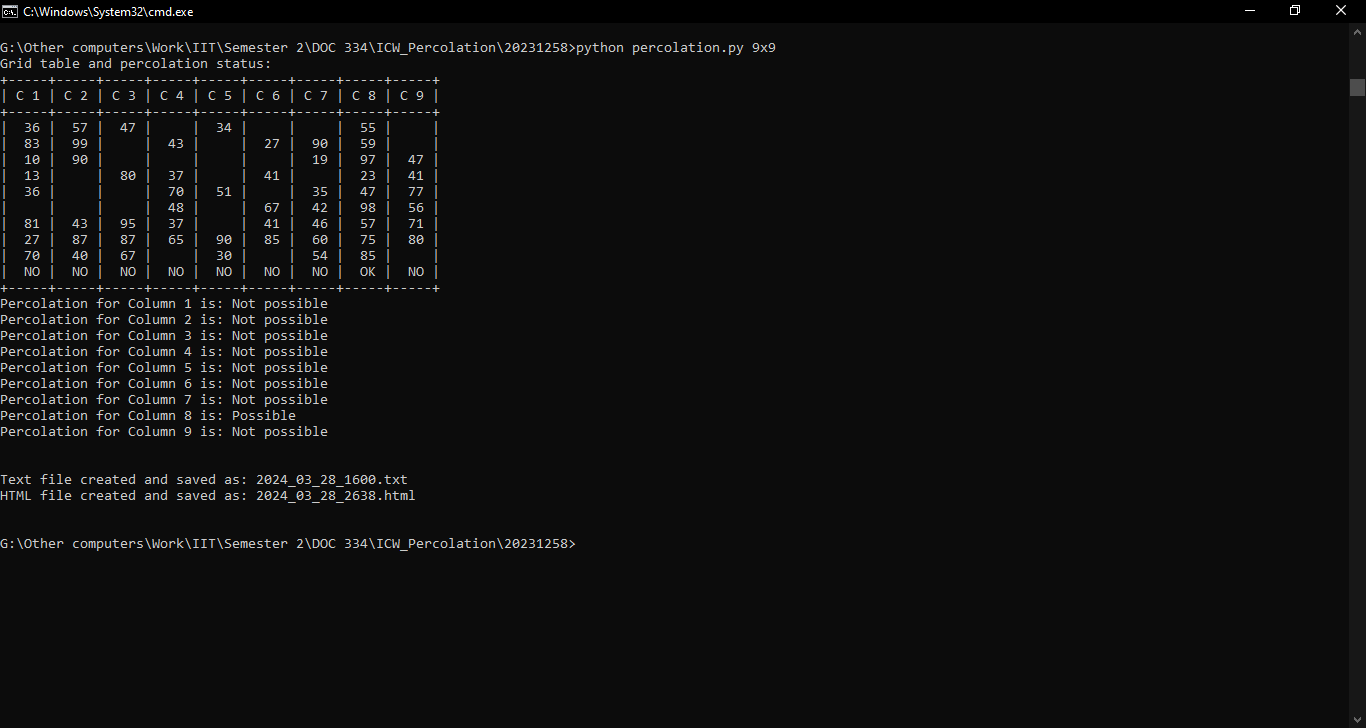 C:\Windows\System32\cmd.exe
G:\Other computers\Work\IIT\Semester 2\DOC 334\ICW_Percolation\20231258>python percolation.py 9x9
Grid table and percolation status:
+-----+-----+-----+-----+-----+-----+-----+-----+-----+
| C 1 | C 2 | C 3 | C 4 | C 5 | C 6 | C 7 | C 8 | C 9 |
+-----+-----+-----+-----+-----+-----+-----+-----+-----+
|  36 |  57 |  47 |     |  34 |     |     |  55 |     |
|  83 |  99 |     |  43 |     |  27 |  90 |  59 |     |
|  10 |  90 |     |     |     |     |  19 |  97 |  47 |
|  13 |     |  80 |  37 |     |  41 |     |  23 |  41 |
|  36 |     |     |  70 |  51 |     |  35 |  47 |  77 |
|     |     |     |  48 |     |  67 |  42 |  98 |  56 |
|  81 |  43 |  95 |  37 |     |  41 |  46 |  57 |  71 |
|  27 |  87 |  87 |  65 |  90 |  85 |  60 |  75 |  80 |
|  70 |  40 |  67 |     |  30 |     |  54 |  85 |     |
|  NO |  NO |  NO |  NO |  NO |  NO |  NO |  OK |  NO |
+-----+-----+-----+-----+-----+-----+-----+-----+-----+
Percolation for Column 1 is: Not possible
Percolation for Column 2 is: Not possible
Percolation for Column 3 is: Not possible
Percolation for Column 4 is: Not possible
Percolation for Column 5 is: Not possible
Percolation for Column 6 is: Not possible
Percolation for Column 7 is: Not possible
Percolation for Column 8 is: Possible
Percolation for Column 9 is: Not possible
Text file created and saved as: 2024_03_28_1600.txt
HTML file created and saved as: 2024_03_28_2638.html
G:\Other computers\Work\IIT\Semester 2\DOC 334\ICW_Percolation\20231258>